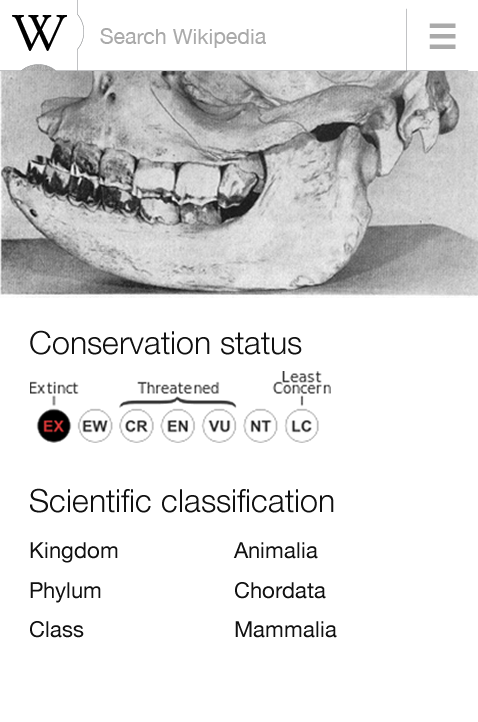 W Search Wikipedia
Conservation status
Extinct Threatened Least Concern
EX EW CR EN VU NT LC
Scientific classification
Kingdom Animalia
Phylum Chordata
Class Mammalia